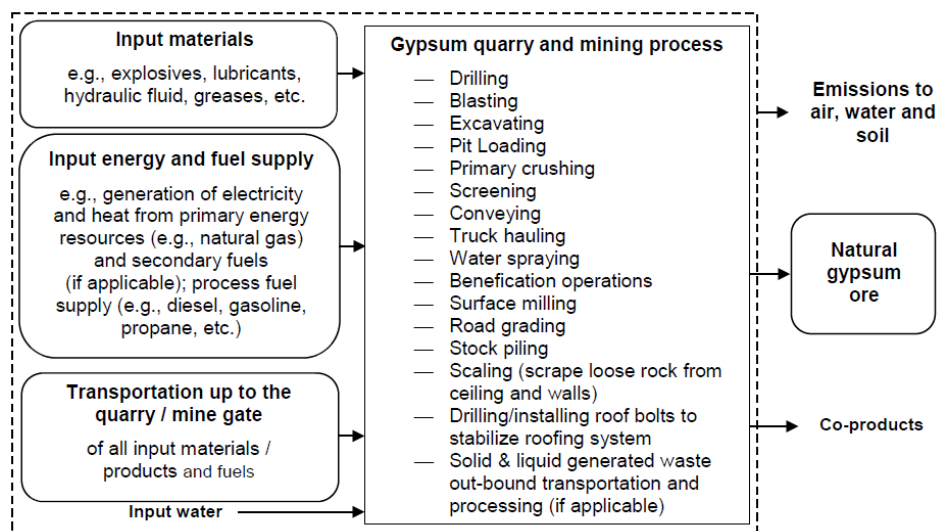 Input materials
e.g., explosives, lubricants,
hydraulic fluid, greases, etc.
Input energy and fuel supply
e.g., generation of electricity
and heat from primary energy
resources (e.g., natural gas)
and secondary fuels
(if applicable); process fuel
supply (e.g., diesel, gasoline,
propane, etc.)
Transportation up to the
quarry / mine gate
of all input materials /
products and fuels
Input water
Gypsum quarry and mining process
— Drilling
— Blasting
— Excavating
— Pit Loading
— Primary crushing
— Screening
— Conveying
— Truck hauling
— Water spraying
— Benefication operations
— Surface milling
— Road grading
— Stock piling
— Scaling (scrape loose rock from
ceiling and walls)
— Drilling/installing roof bolts to
stabilize roofing system
— Solid & liquid generated waste
out-bound transportation and
processing (if applicable)
Emissions to
air, water and
soil
Natural
gypsum
ore
Co-products